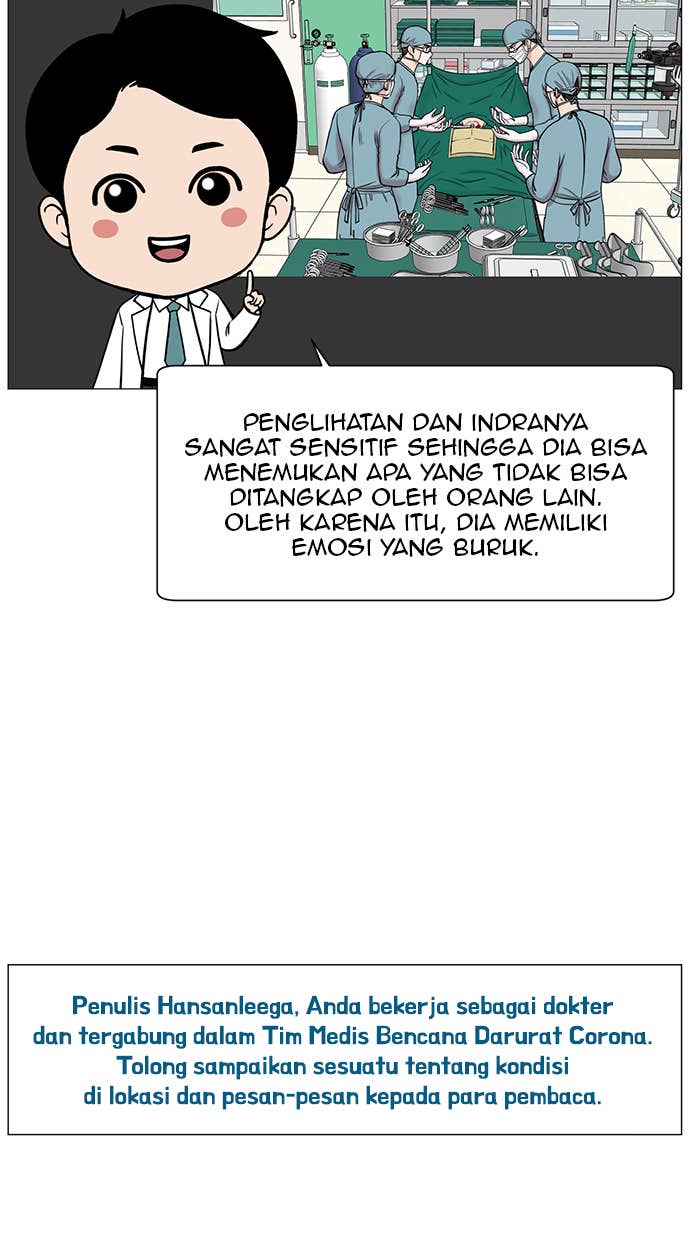 PENGLIHATAN DAN INDRANYA
SANGAT SENSITIF SEHINGGA DIA BISA
MENEMUKAN APA YANG TIDAK BISA
DITANGKAP OLEH ORANG LAIN.
OLEH KARENA ITU, DIA MEMILIKI
EMOSI YANG BURUK.
Penulis Hansanleega, Anda bekerja sebagai dokter
dan tergabung dalam Tim Medis Bencana Darurat Corona.
Tolong sampaikan sesuatu tentang kondisi
di lokasi dan pesan-pesan kepada para pembaca.